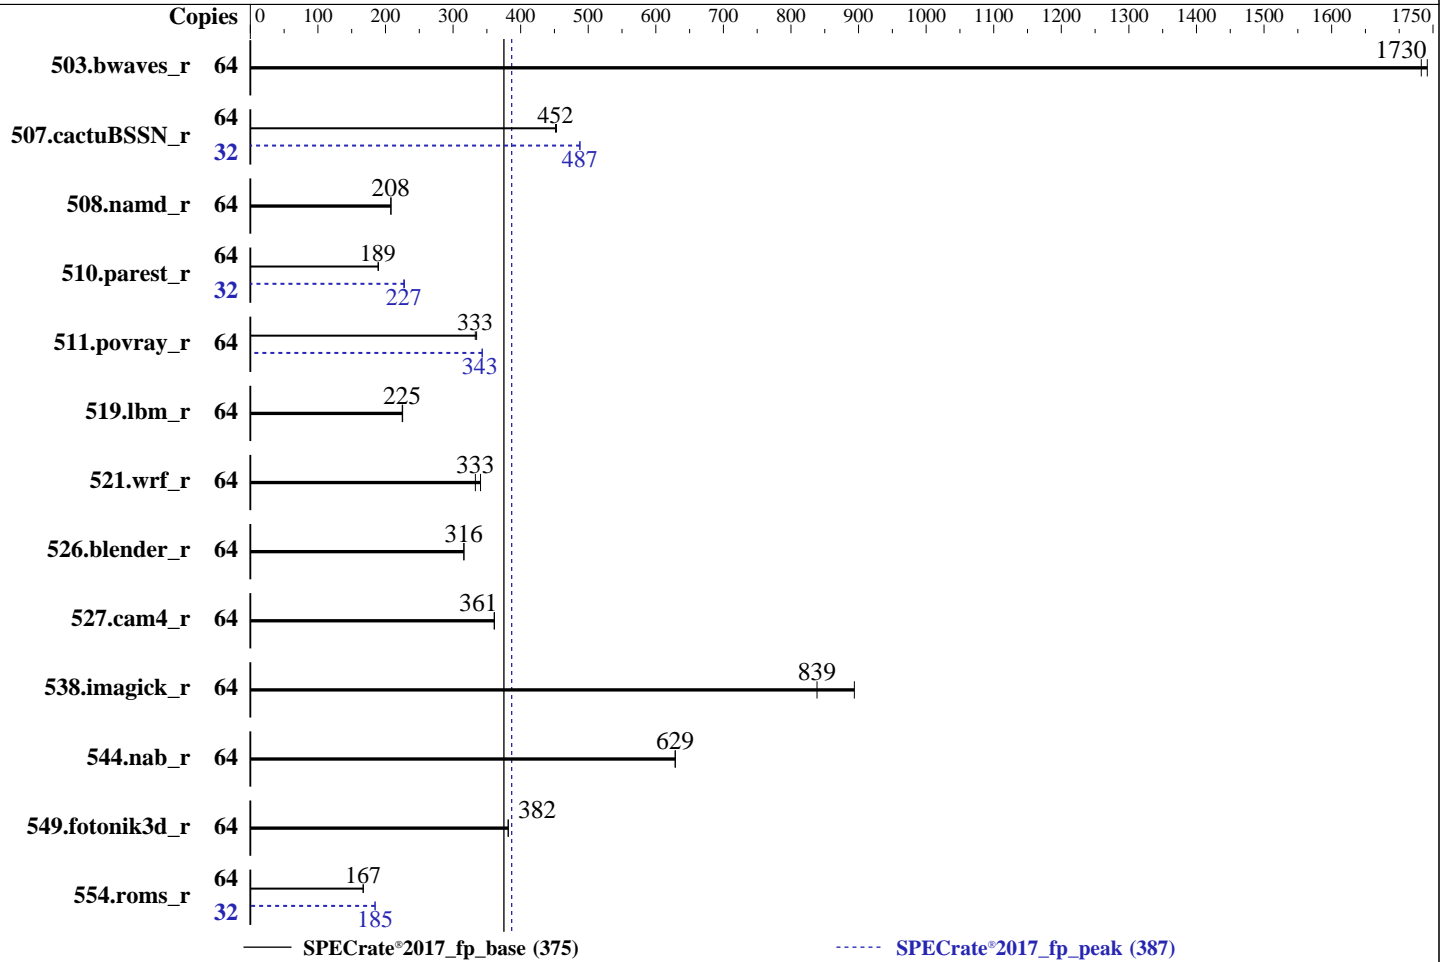 Copies 0 100 200 300 400 500 600 700 800 900 1000 1100 1200 1300 1400 1500 1600 1750
503.bwaves_r 64 1730
507.cactuBSSN_r 64 452
32 487
508.namd_r 64 208
510.parest_r 64 189
32 227
511.povray_r 64 333
343
519.lbm_r 64 225
521.wrf_r 64 333
526.blender_r 64 316
527.cam4_r 64 361
538.imagick_r 64 839
544.nab_r 64 629
549.fotonik3d_r 64 382
554.roms_r 64 167
32 185
SPECrate®2017_fp_base (375) SPECrate®2017_fp_peak (387)